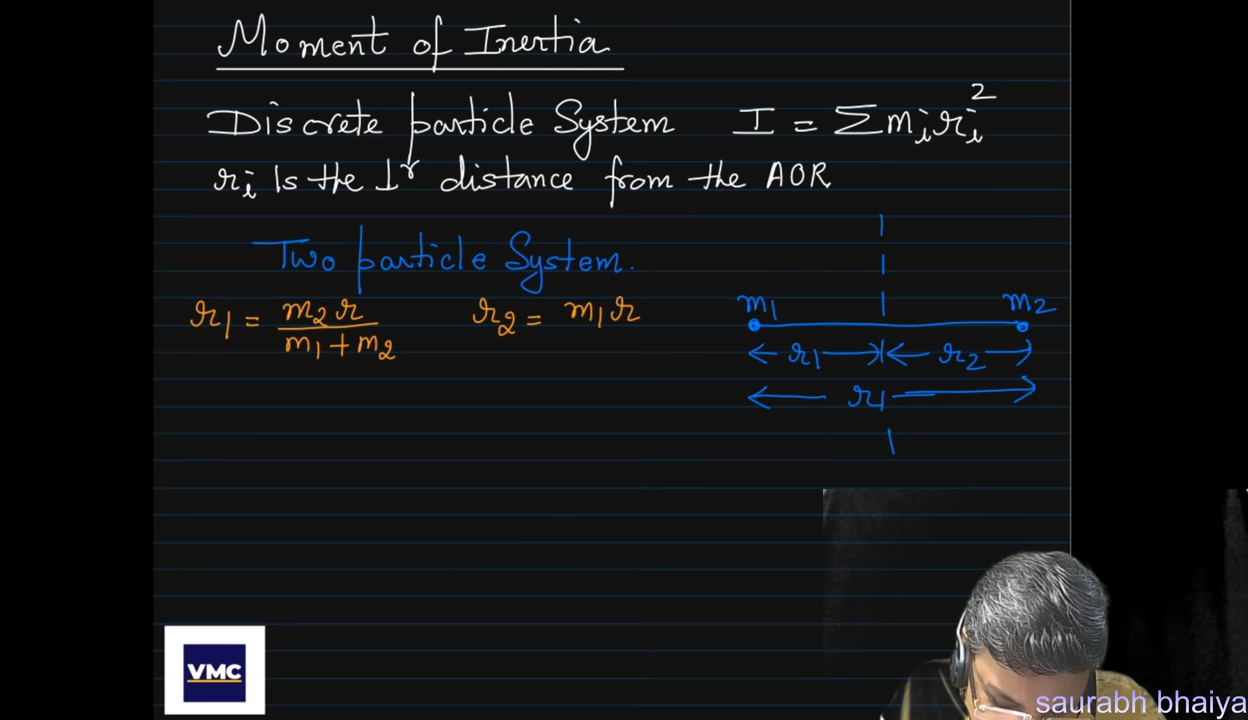 Moment of Inertia
Discrete particle System I = Σmᵢrᵢ²
rᵢ is the ⊥ʳ distance from the AOR
Two particle System.
r₁ = m₂r / m₁ + m₂ r₂ = m₁r
m₁ m₂
r₁ r₂
r
VMC
saurabh bhaiya